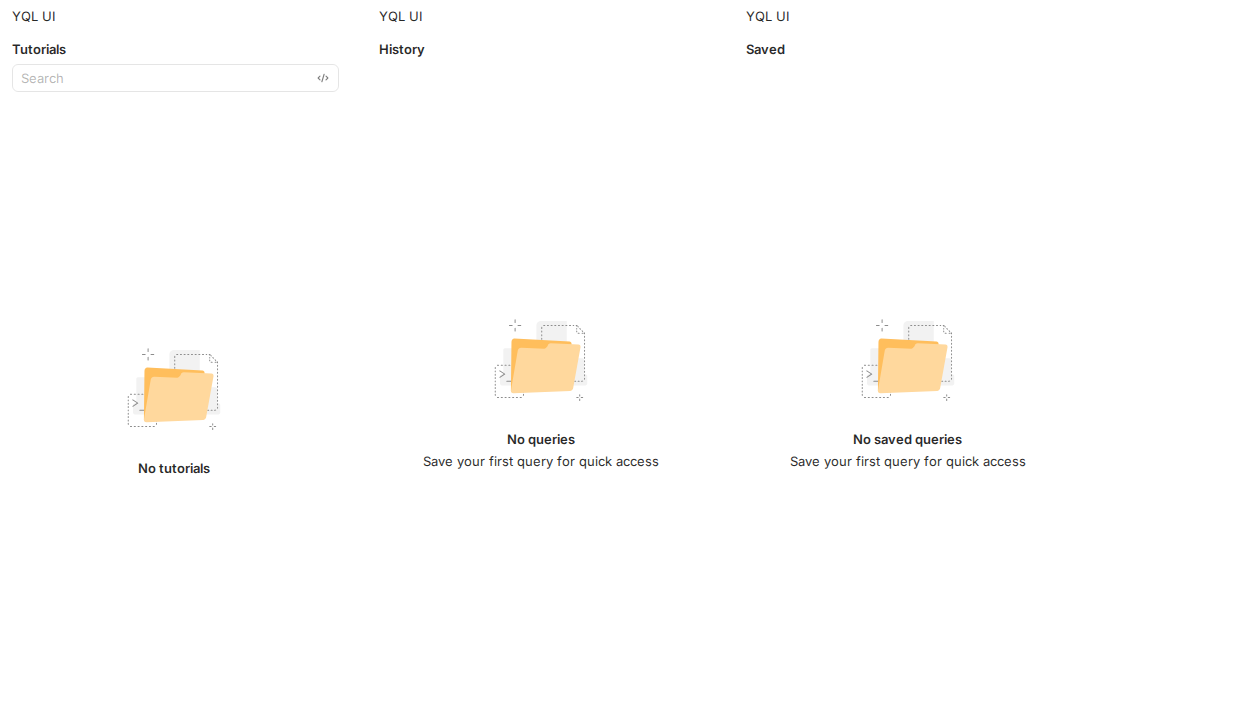 YQL UI
Tutorials
Search
No tutorials
YQL UI
History
No queries
Save your first query for quick access
YQL UI
Saved
No saved queries
Save your first query for quick access